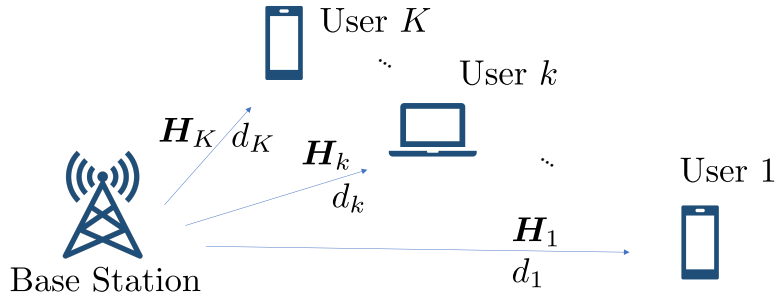 User K
User k
H_K d_K
H_k
d_k
User 1
H_1
d_1
Base Station